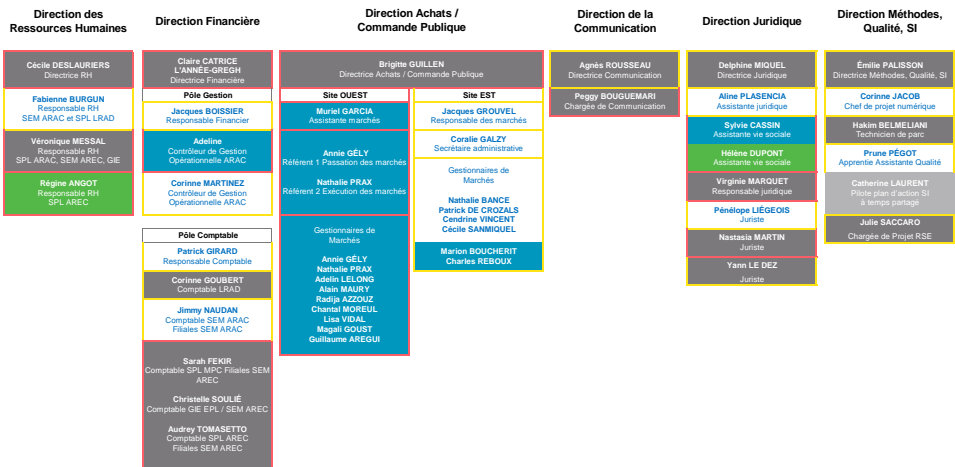 Direction des
Ressources Humaines
Cécile DESLAURIERS
Directrice RH
Fabienne BURGUN
Responsable RH
SEM ARAC et SPL LRAD
Véronique MESSAL
Responsable RH
SPL ARAC, SEM AREC, GIE
Régine ANGOT
Responsable RH
SPL AREC
Direction Financière
Claire CATRICE
L'ANNÉE-GREGH
Directrice Financière
Pôle Gestion
Jacques BOISSIER
Responsable Financier
Adeline
Contrôleur de Gestion
Opérationnelle ARAC
Corinne MARTINEZ
Contrôleur de Gestion
Opérationnelle ARAC
Pôle Comptable
Patrick GIRARD
Responsable Comptable
Corinne GOUBERT
Comptable LRAD
Jimmy NAUDAN
Comptable SEM ARAC
Filiales SEM ARAC
Sarah FEKIR
Comptable SPL MPC Filiales SEM
AREC
Christelle SOULIÉ
Comptable GIE EPL / SEM AREC
Audrey TOMASETTO
Comptable SPL AREC
Filiales SEM AREC
Direction Achats /
Commande Publique
Brigitte GUILLEN
Directrice Achats / Commande Publique
Site OUEST
Muriel GARCIA
Assistante marchés
Annie GÉLY
Référent 1 Passation des marchés
Nathalie PRAX
Référent 2 Exécution des marchés
Gestionnaires de
Marchés
Annie GÉLY
Nathalie PRAX
Adelin LELONG
Alain MAURY
Radija AZZOUZ
Chantal MOREUL
Lisa VIDAL
Magali GOUST
Guillaume AREGUI
Site EST
Jacques GROUVEL
Responsable des marchés
Coralie GALZY
Secrétaire administrative
Gestionnaires de
Marchés
Nathalie BANCE
Patrick DE CROZALS
Cendrine VINCENT
Cécile SANMIQUEL
Marion BOUCHERIT
Charles REBOUX
Direction de la
Communication
Agnès ROUSSEAU
Directrice Communication
Peggy BOUGUEMARI
Chargée de Communication
Direction Juridique
Delphine MIQUEL
Directrice Juridique
Aline PLASENCIA
Assistante juridique
Sylvie CASSIN
Assistante vie sociale
Hélène DUPONT
Assistante vie sociale
Virginie MARQUET
Responsable juridique
Pénélope LIÉGEOIS
Juriste
Nastasia MARTIN
Juriste
Yann LE DEZ
Juriste
Direction Méthodes,
Qualité, SI
Émilie PALISSON
Directrice Méthodes, Qualité, SI
Corinne JACOB
Chef de projet numérique
Hakim BELMELIANI
Technicien de parc
Prune PÉGOT
Apprentie Assistante Qualité
Catherine LAURENT
Pilote plan d'action SI
à temps partagé
Julie SACCARO
Chargée de Projet RSE